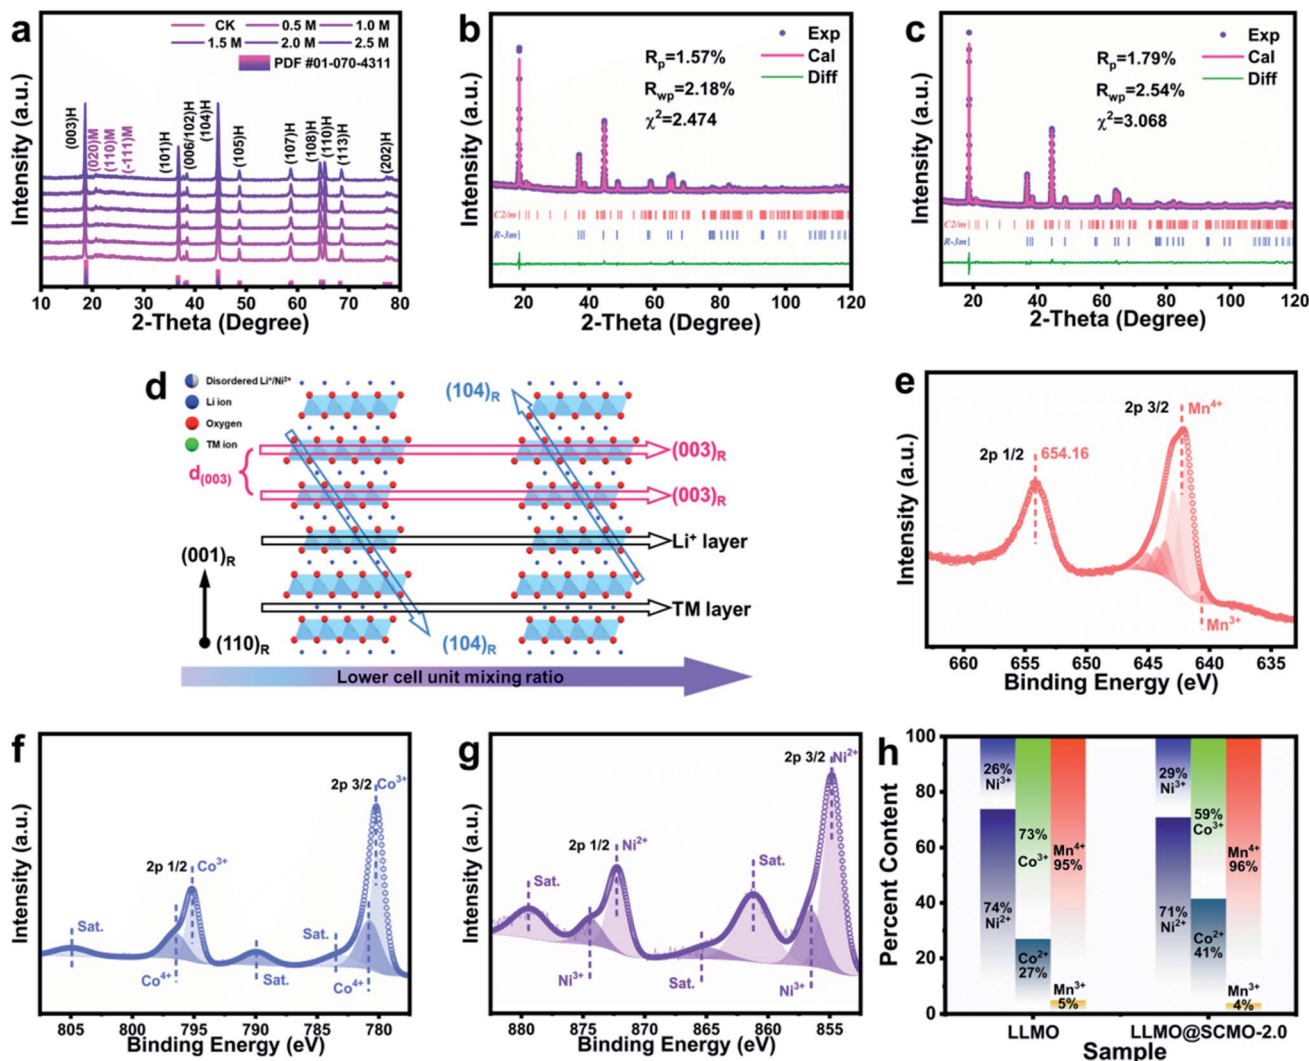 a
CK 0.5 M 1.0 M
1.5 M 2.0 M 2.5 M
PDF #01-070-4311
(003)H
(020)M
(110)M
(-111)M
(101)H
(006/102)H
(104)H
(105)H
(107)H
(108)H
(110)H
(113)H
(202)H
Intensity (a.u.)
10 20 30 40 50 60 70 80
2-Theta (Degree)
b
Exp
Cal
Diff
Rp=1.57%
Rwp=2.18%
χ²=2.474
C2/m
R-3m
Intensity (a.u.)
20 40 60 80 100 120
2-Theta (Degree)
c
Exp
Cal
Diff
Rp=1.79%
Rwp=2.54%
χ²=3.068
C2/m
R-3m
Intensity (a.u.)
20 40 60 80 100 120
2-Theta (Degree)
d
Disordered Li⁺/Ni²⁺
Li ion
Oxygen
TM ion
d(003)
(104)R
(003)R
(003)R
Li⁺ layer
TM layer
(001)R
(110)R
(104)R
Lower cell unit mixing ratio
e
2p 3/2
Mn⁴⁺
2p 1/2
654.16
Mn³⁺
Intensity (a.u.)
660 655 650 645 640 635
Binding Energy (eV)
f
2p 3/2
Co³⁺
2p 1/2
Co³⁺
Sat.
Sat.
Co⁴⁺
Sat.
Co⁴⁺
Intensity (a.u.)
805 800 795 790 785 780
Binding Energy (eV)
g
2p 3/2
Ni²⁺
2p 1/2
Ni²⁺
Sat.
Sat.
Ni³⁺
Sat.
Ni³⁺
Intensity (a.u.)
880 875 870 865 860 855
Binding Energy (eV)
h
100
80
60
40
20
0
Percent Content
26%
Ni³⁺
74%
Ni²⁺
73%
Co³⁺
Co²⁺
27%
Mn⁴⁺
95%
Mn³⁺
5%
29%
Ni³⁺
71%
Ni²⁺
59%
Co³⁺
Co²⁺
41%
Mn⁴⁺
96%
Mn³⁺
4%
LLMO LLMO@SCMO-2.0
Sample